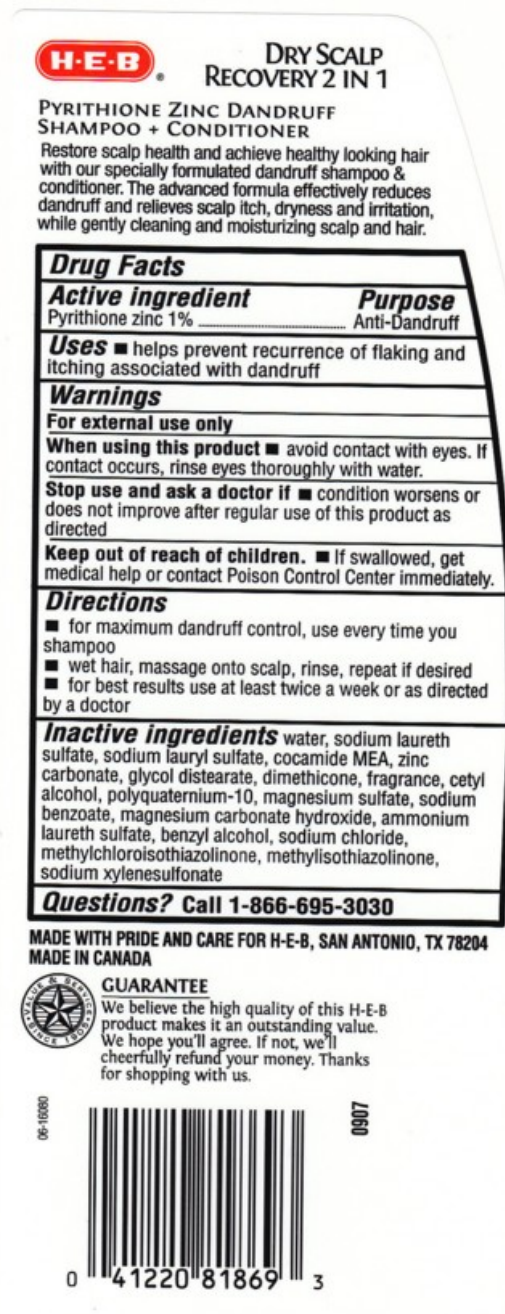 H-E-B ®
DRY SCALP
RECOVERY 2 IN 1
PYRITHIONE ZINC DANDRUFF
SHAMPOO + CONDITIONER
Restore scalp health and achieve healthy looking hair
with our specially formulated dandruff shampoo &
conditioner. The advanced formula effectively reduces
dandruff and relieves scalp itch, dryness and irritation,
while gently cleaning and moisturizing scalp and hair.
Drug Facts
Active ingredient Purpose
Pyrithione zinc 1% ........................ Anti-Dandruff
Uses ■ helps prevent recurrence of flaking and
itching associated with dandruff
Warnings
For external use only
When using this product ■ avoid contact with eyes. If
contact occurs, rinse eyes thoroughly with water.
Stop use and ask a doctor if ■ condition worsens or
does not improve after regular use of this product as
directed
Keep out of reach of children. ■ If swallowed, get
medical help or contact Poison Control Center immediately.
Directions
■ for maximum dandruff control, use every time you
shampoo
■ wet hair, massage onto scalp, rinse, repeat if desired
■ for best results use at least twice a week or as directed
by a doctor
Inactive ingredients water, sodium laureth
sulfate, sodium lauryl sulfate, cocamide MEA, zinc
carbonate, glycol distearate, dimethicone, fragrance, cetyl
alcohol, polyquaternium-10, magnesium sulfate, sodium
benzoate, magnesium carbonate hydroxide, ammonium
laureth sulfate, benzyl alcohol, sodium chloride,
methylchloroisothiazolinone, methylisothiazolinone,
sodium xylenesulfonate
Questions? Call 1-866-695-3030
MADE WITH PRIDE AND CARE FOR H-E-B, SAN ANTONIO, TX 78204
MADE IN CANADA
VALUE & SERVICE
SINCE 1905
GUARANTEE
We believe the high quality of this H-E-B
product makes it an outstanding value.
We hope you'll agree. If not, we'll
cheerfully refund your money. Thanks
for shopping with us.
06-16080
0907
0 41220 81869 3